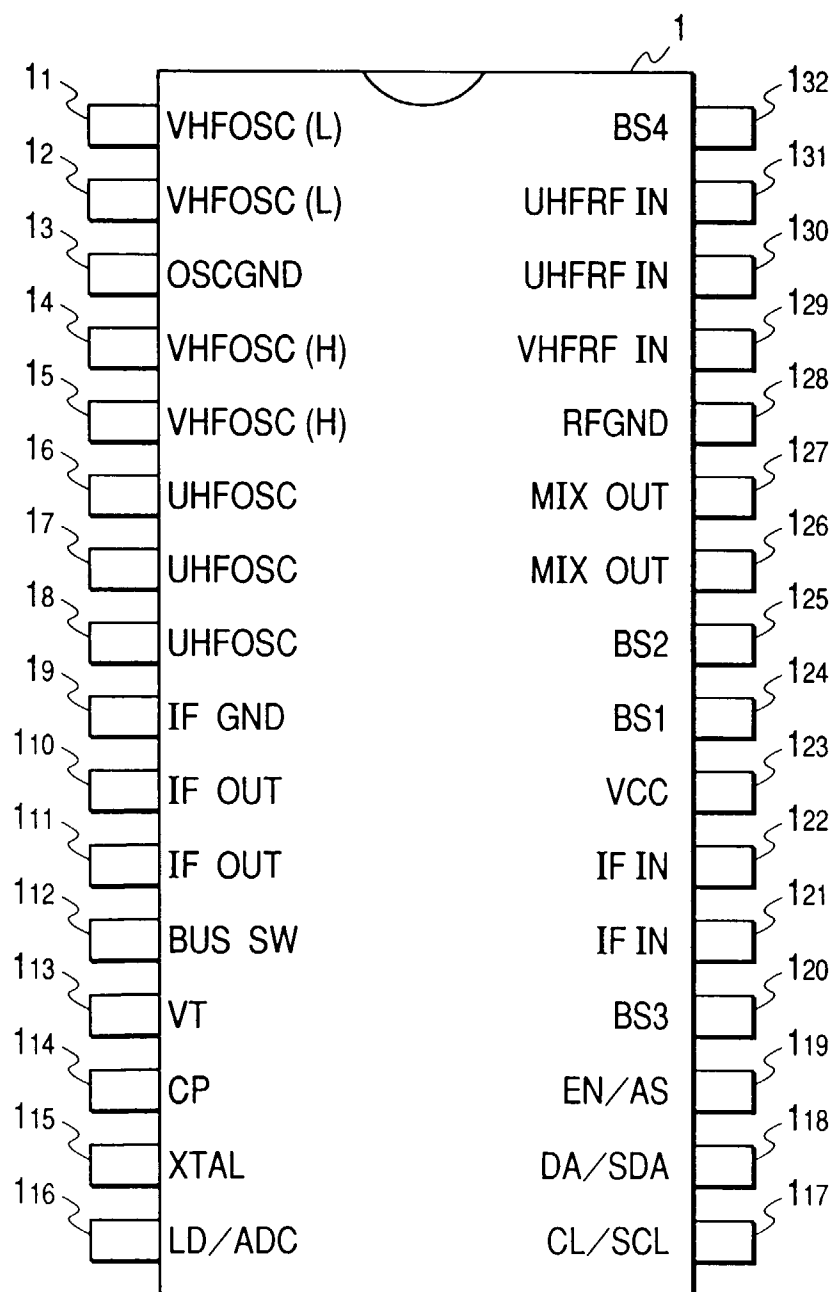 1
11 VHFOSC (L) BS4 132
12 VHFOSC (L) UHFRF IN 131
13 OSCGND UHFRF IN 130
14 VHFOSC (H) VHFRF IN 129
15 VHFOSC (H) RFGND 128
16 UHFOSC MIX OUT 127
17 UHFOSC MIX OUT 126
18 UHFOSC BS2 125
19 IF GND BS1 124
110 IF OUT VCC 123
111 IF OUT IF IN 122
112 BUS SW IF IN 121
113 VT BS3 120
114 CP EN/AS 119
115 XTAL DA/SDA 118
116 LD/ADC CL/SCL 117